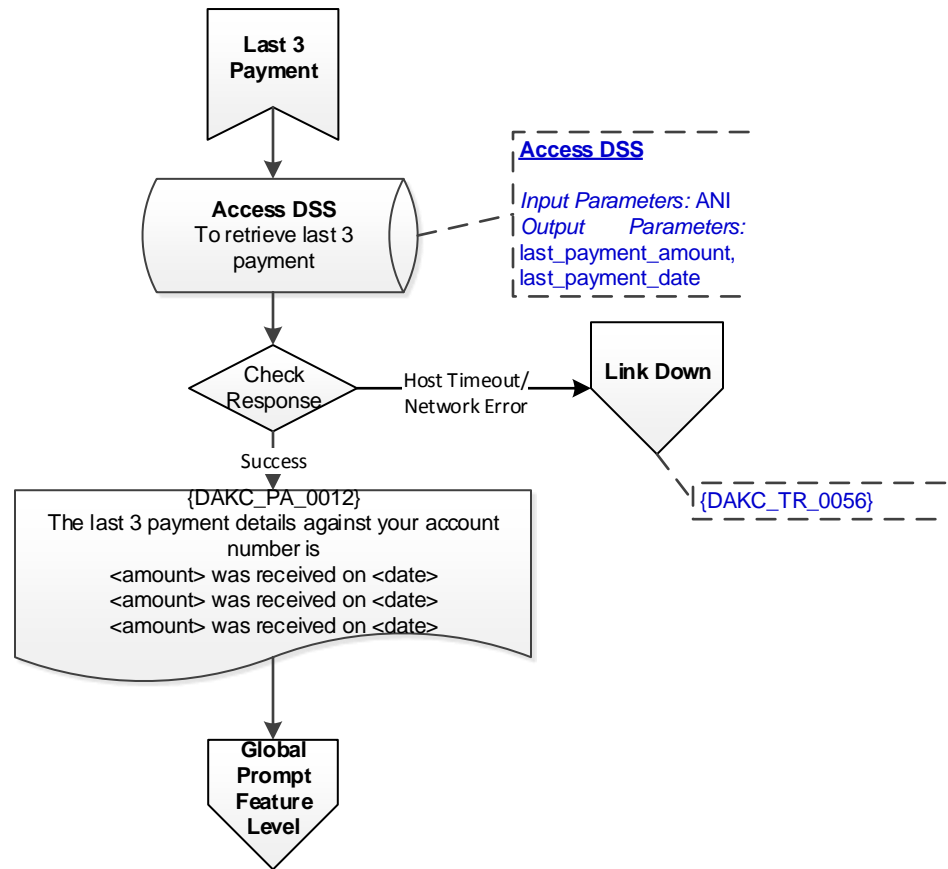 Last 3
Payment
Access DSS
To retrieve last 3
payment
Access DSS
Input Parameters: ANI
Output Parameters:
last_payment_amount,
last_payment_date
Check
Response
Host Timeout/
Network Error
Link Down
Success
{DAKC_TR_0056}
{DAKC_PA_0012}
The last 3 payment details against your account
number is
<amount> was received on <date>
<amount> was received on <date>
<amount> was received on <date>
Global
Prompt
Feature
Level